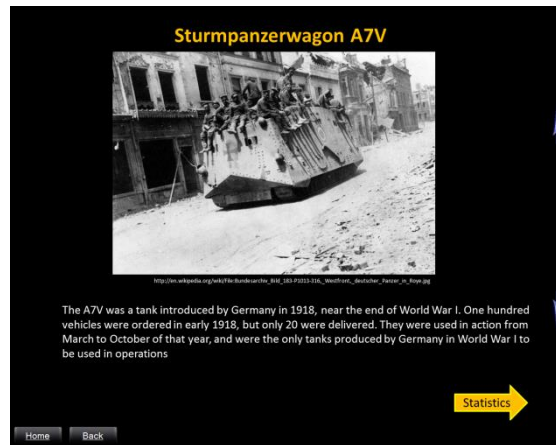 Sturmpanzerwagon A7V
http://en.wikipedia.org/wiki/File:Bundesarchiv_Bild_183-P1013-316,_Westfront,_deutscher_Panzer_in_Roye.jpg
The A7V was a tank introduced by Germany in 1918, near the end of World War I. One hundred
vehicles were ordered in early 1918, but only 20 were delivered. They were used in action from
March to October of that year, and were the only tanks produced by Germany in World War I to
be used in operations
Statistics
Home Back